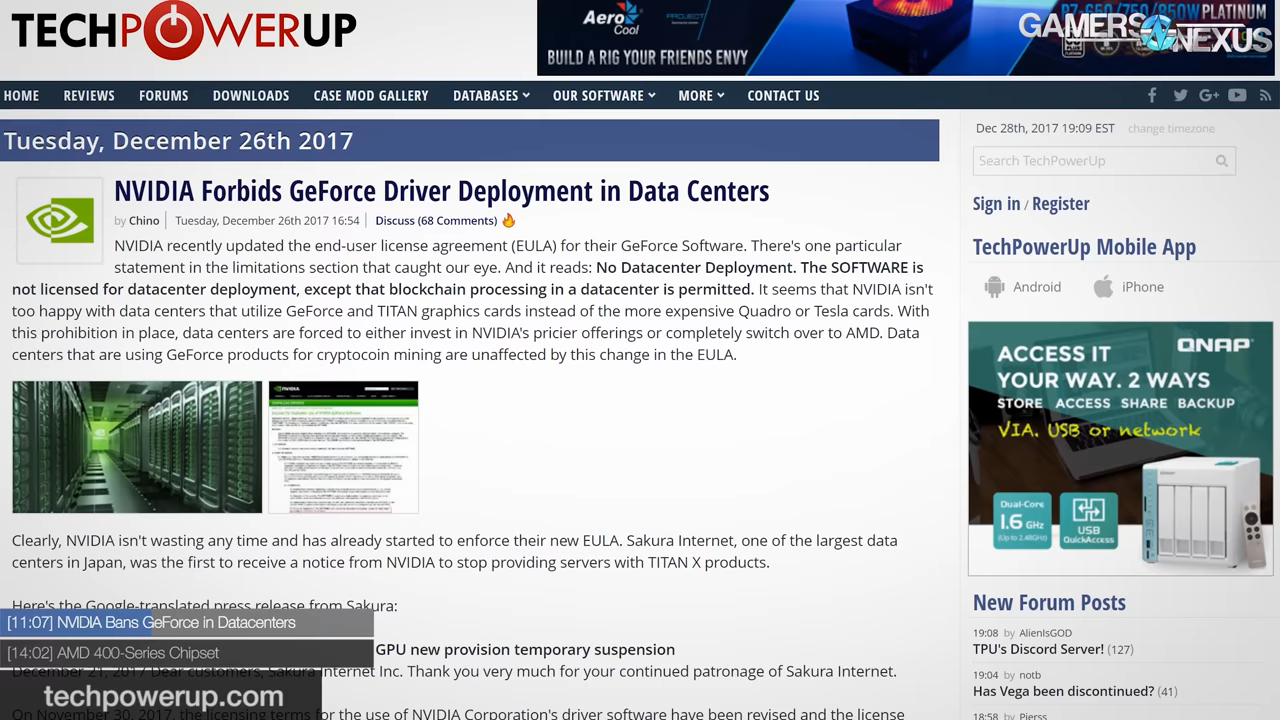 TECHPOWERUP
Aero
Cool
PROJECT
BUILD A RIG YOUR FRIENDS ENVY
P7-650/750/850W PLATINUM
GAMERS NEXUS
HOME REVIEWS FORUMS DOWNLOADS CASE MOD GALLERY DATABASES OUR SOFTWARE MORE CONTACT US
Tuesday, December 26th 2017
NVIDIA Forbids GeForce Driver Deployment in Data Centers
by Chino | Tuesday, December 26th 2017 16:54 | Discuss (68 Comments)
NVIDIA recently updated the end-user license agreement (EULA) for their GeForce Software. There's one particular
statement in the limitations section that caught our eye. And it reads: No Datacenter Deployment. The SOFTWARE is
not licensed for datacenter deployment, except that blockchain processing in a datacenter is permitted. It seems that NVIDIA isn't
too happy with data centers that utilize GeForce and TITAN graphics cards instead of the more expensive Quadro or Tesla cards. With
this prohibition in place, data centers are forced to either invest in NVIDIA's pricier offerings or completely switch over to AMD. Data
centers that are using GeForce products for cryptocoin mining are unaffected by this change in the EULA.
Clearly, NVIDIA isn't wasting any time and has already started to enforce their new EULA. Sakura Internet, one of the largest data
centers in Japan, was the first to receive a notice from NVIDIA to stop providing servers with TITAN X products.
Here's the Google-translated press release from Sakura:
[11:07] NVIDIA Bans GeForce in Datacenters
[14:02] AMD 400-Series Chipset
GPU new provision temporary suspension
December 21, 2017 Dear customers, Sakura Internet Inc. Thank you very much for your continued patronage of Sakura Internet.
techpowerup.com
On November 30, 2017, the licensing terms for the use of NVIDIA Corporation's driver software have been revised and the license
Dec 28th, 2017 19:09 EST change timezone
Search TechPowerUp
Sign in / Register
TechPowerUp Mobile App
Android iPhone
QNAP
ACCESS IT
YOUR WAY. 2 WAYS
STORE ACCESS SHARE BACKUP
VIA. USB or network
Dual-Core
1.6 GHz
(Up to 2.48GHz)
USB
QuickAccess
New Forum Posts
19:08 by AlienIsGOD
TPU's Discord Server! (127)
19:04 by notb
Has Vega been discontinued? (41)
18:58 by Pierss